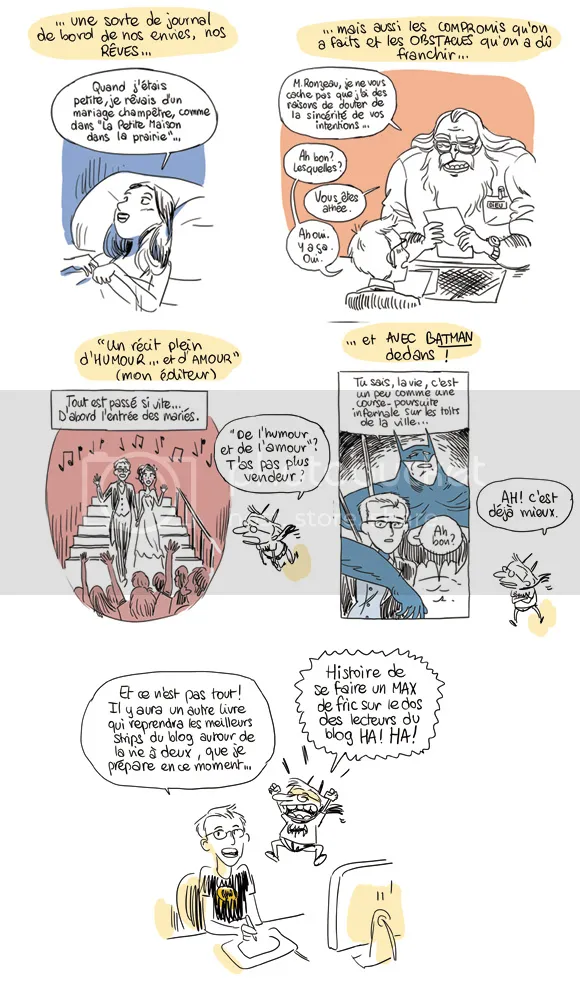 ... une sorte de journal
de bord de nos envies, nos
RÊVES...
Quand j'étais
petite, je rêvais d'un
mariage champêtre, comme
dans "La Petite Maison
dans la prairie"...
... mais aussi les COMPROMIS qu'on
a faits et les OBSTACLES qu'on a dû
franchir...
M. Ronzeau, je ne vous
cache pas que j'ai des
raisons de douter de
la sincérité de vos
intentions...
Ah bon?
Lesquelles?
Vous êtes
athée.
Ah oui.
Y a ça.
Oui.
DIEU
"Un récit plein
d'HUMOUR... et d'AMOUR"
(mon éditeur)
Tout est passé si vite...
D'abord l'entrée des mariés.
"De l'humour
et de l'amour"?
T'as pas plus
vendeur?
... et AVEC BATMAN
dedans !
Tu sais, la vie, c'est
un peu comme une
course-poursuite
infernale sur les toits
de la ville...
Ah
bon?
AH! c'est
déjà mieux.
Et ce n'est pas tout!
Il y aura un autre livre
qui reprendra les meilleurs
strips du blog autour de
la vie à deux, que je
prépare en ce moment...
Histoire de
se faire un MAX
de fric sur le dos
des lecteurs du
blog HA! HA!